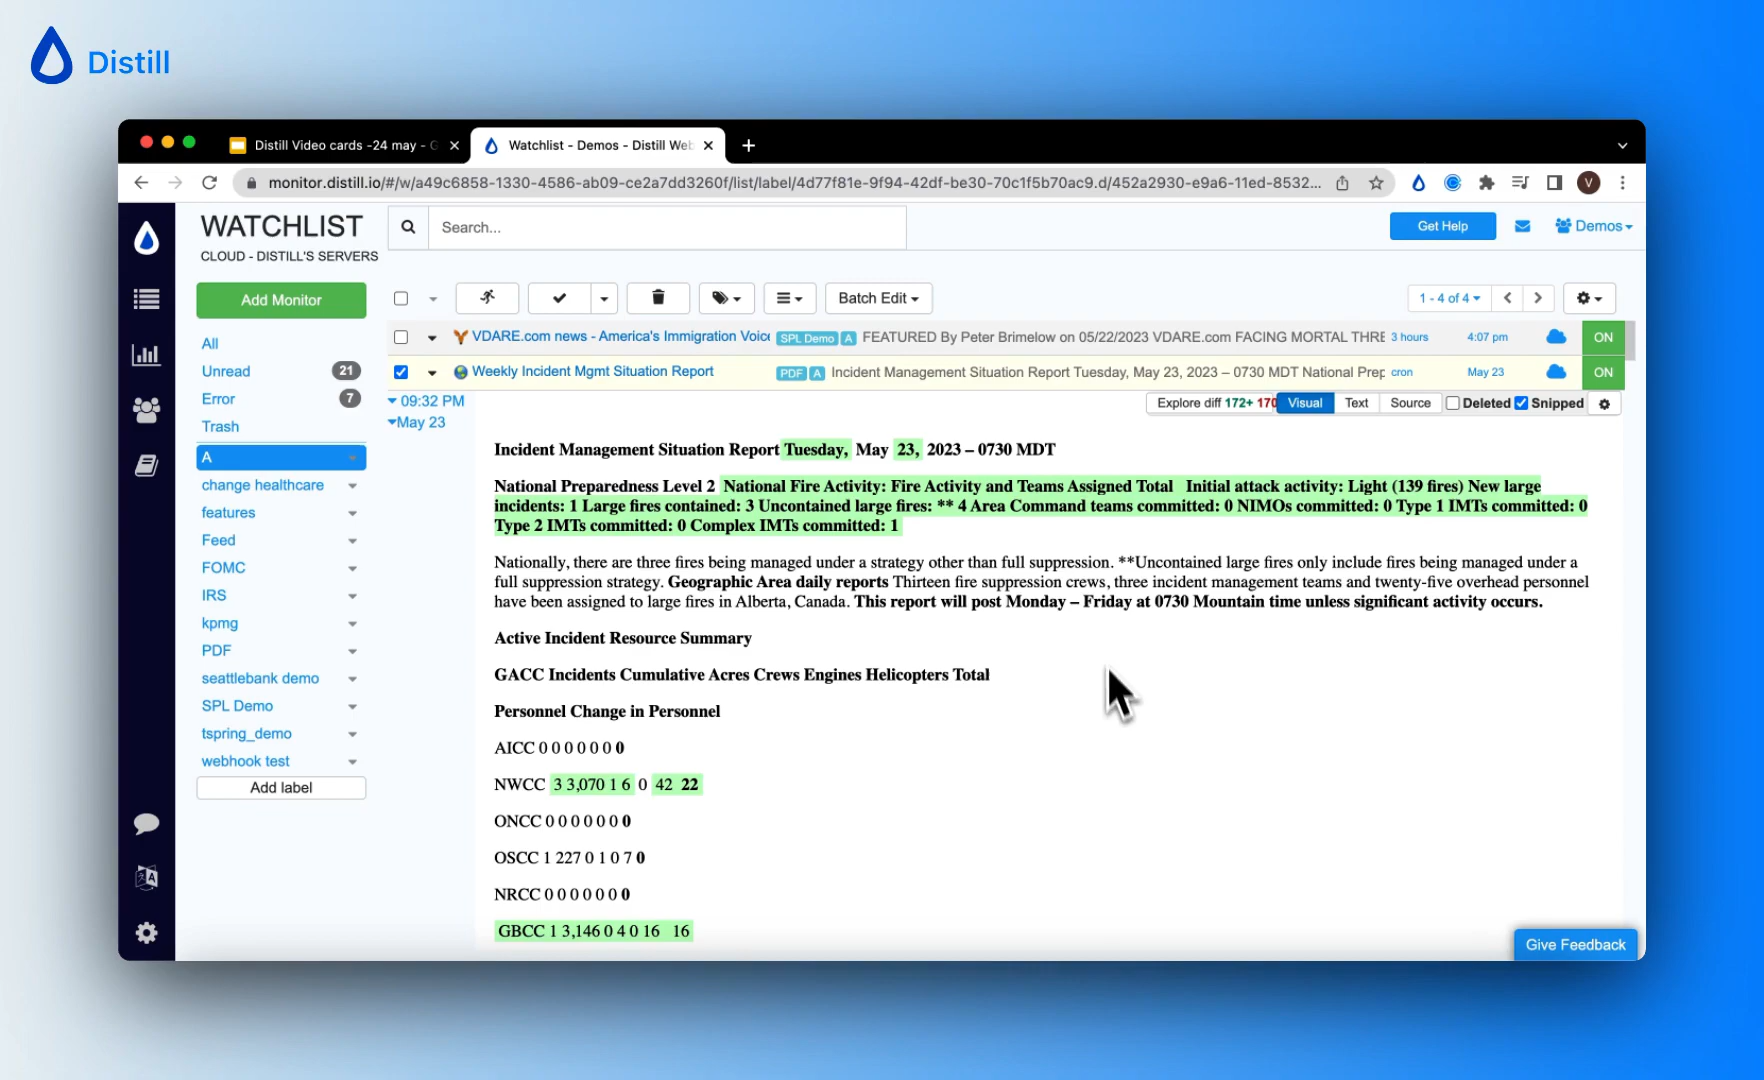 Distill
Distill Video cards -24 may - G
Watchlist - Demos - Distill Web
monitor.distill.io/#/w/a49c6858-1330-4586-ab09-ce2a7dd3260f/list/label/4d77f81e-9f94-42df-be30-70c1f5b70ac9.d/452a2930-e9a6-11ed-8532...
V
WATCHLIST
CLOUD - DISTILL'S SERVERS
Search...
Get Help
Demos
Add Monitor
Batch Edit
1 - 4 of 4
All
Unread 21
Error 7
Trash
A
change healthcare
features
Feed
FOMC
IRS
kpmg
PDF
seattlebank demo
SPL Demo
tspring_demo
webhook test
Add label
VDARE.com news - America's Immigration Voice SPL Demo A FEATURED By Peter Brimelow on 05/22/2023 VDARE.com FACING MORTAL THRE 3 hours 4:07 pm ON
Weekly Incident Mgmt Situation Report PDF A Incident Management Situation Report Tuesday, May 23, 2023 – 0730 MDT National Prep cron May 23 ON
09:32 PM
May 23
Explore diff 172+ 170 Visual Text Source Deleted Snipped
Incident Management Situation Report Tuesday, May 23, 2023 – 0730 MDT
National Preparedness Level 2 National Fire Activity: Fire Activity and Teams Assigned Total Initial attack activity: Light (139 fires) New large
incidents: 1 Large fires contained: 3 Uncontained large fires: ** 4 Area Command teams committed: 0 NIMOs committed: 0 Type 1 IMTs committed: 0
Type 2 IMTs committed: 0 Complex IMTs committed: 1
Nationally, there are three fires being managed under a strategy other than full suppression. **Uncontained large fires only include fires being managed under a
full suppression strategy. Geographic Area daily reports Thirteen fire suppression crews, three incident management teams and twenty-five overhead personnel
have been assigned to large fires in Alberta, Canada. This report will post Monday – Friday at 0730 Mountain time unless significant activity occurs.
Active Incident Resource Summary
GACC Incidents Cumulative Acres Crews Engines Helicopters Total
Personnel Change in Personnel
AICC 0 0 0 0 0 0 0
NWCC 3 3,070 1 6 0 42 22
ONCC 0 0 0 0 0 0 0
OSCC 1 227 0 1 0 7 0
NRCC 0 0 0 0 0 0 0
GBCC 1 3,146 0 4 0 16 16
Give Feedback